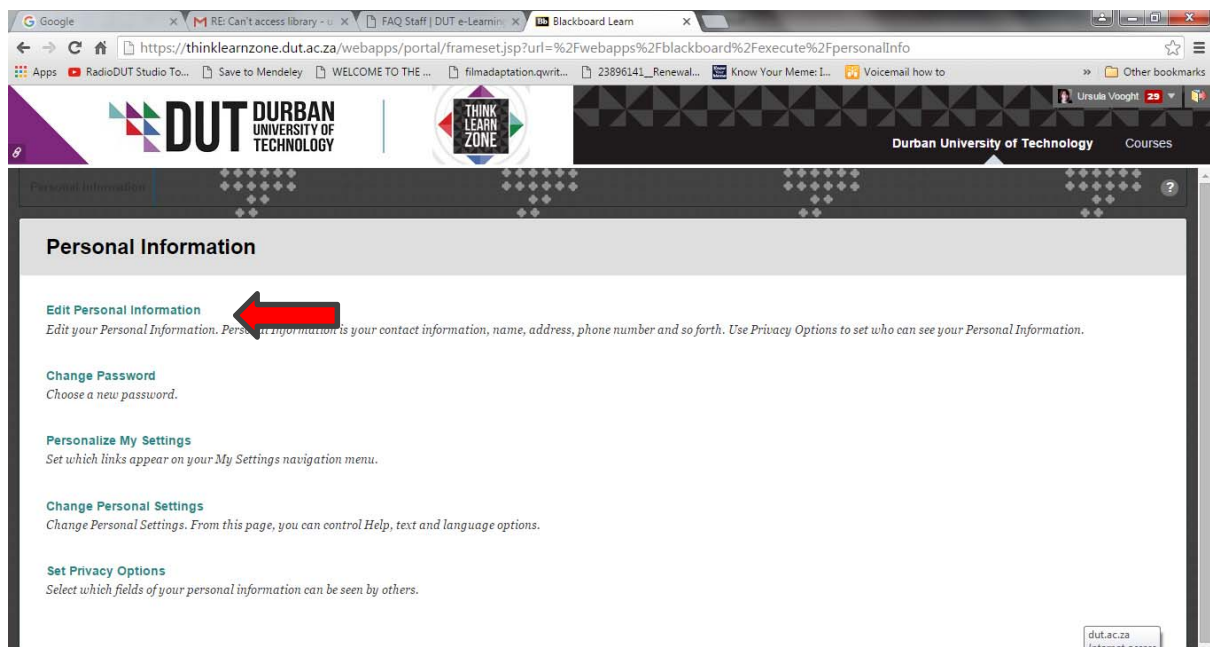 Google
RE: Can't access library - u
FAQ Staff | DUT e-Learning
Bb Blackboard Learn
https://thinklearnzone.dut.ac.za/webapps/portal/frameset.jsp?url=%2Fwebapps%2Fblackboard%2Fexecute%2FpersonalInfo
Apps RadioDUT Studio To... Save to Mendeley WELCOME TO THE ... filmadaptation.qwrit... 23896141_Renewal... Know Your Meme: I... Voicemail how to » Other bookmarks
DUT DURBAN
UNIVERSITY OF
TECHNOLOGY
THINK
LEARN
ZONE
Ursula Vooght 29
Durban University of Technology Courses
Personal Information
?
Personal Information
Edit Personal Information
Edit your Personal Information. Personal Information is your contact information, name, address, phone number and so forth. Use Privacy Options to set who can see your Personal Information.
Change Password
Choose a new password.
Personalize My Settings
Set which links appear on your My Settings navigation menu.
Change Personal Settings
Change Personal Settings. From this page, you can control Help, text and language options.
Set Privacy Options
Select which fields of your personal information can be seen by others.
dut.ac.za
Internet access